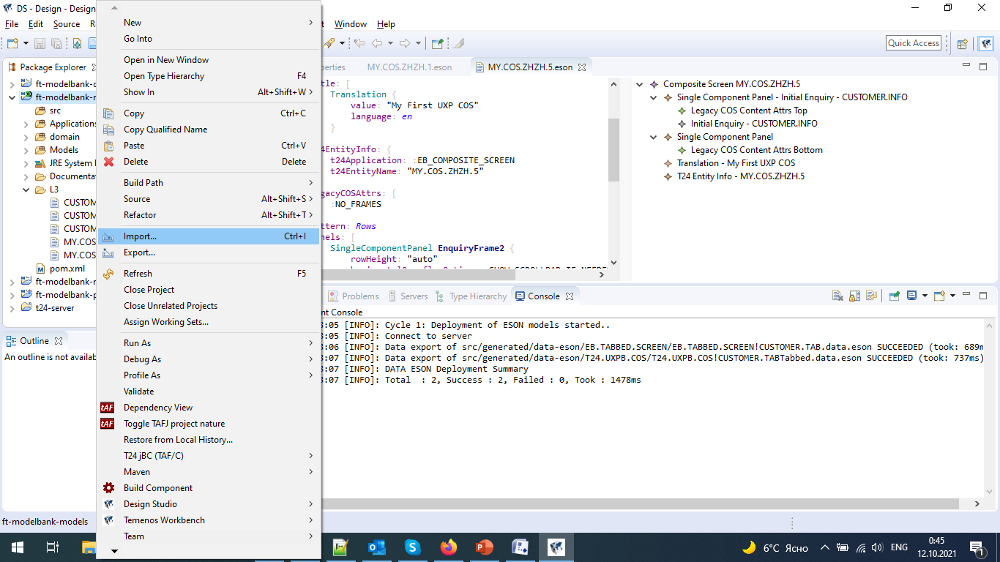 DS - Design - Design
File Edit Source Re t Window Help
Quick Access
Package Explorer
ft-modelbank-c
ft-modelbank-r
src
Applications
domain
Models
JRE System L
Documentat
L3
CUSTOM
CUSTOM
CUSTOM
MY.COS
MY.COS
pom.xml
ft-modelbank-r
ft-modelbank-p
t24-server
Outline
An outline is not availab
ft-modelbank-models
New
Go Into
Open in New Window
Open Type Hierarchy F4
Show In Alt+Shift+W
Copy Ctrl+C
Copy Qualified Name
Paste Ctrl+V
Delete Delete
Build Path
Source Alt+Shift+S
Refactor Alt+Shift+T
Import... Ctrl+I
Export...
Refresh F5
Close Project
Close Unrelated Projects
Assign Working Sets...
Run As
Debug As
Profile As
Validate
tAF Dependency View
tAF Toggle TAFJ project nature
Restore from Local History...
T24 jBC (TAF/C)
Maven
Build Component
Design Studio
Temenos Workbench
Team
perties MY.COS.ZHZH.1.eson MY.COS.ZHZH.5.eson
tle: [
Translation {
value: "My First UXP COS"
language: en
}
4EntityInfo: {
t24Application: :EB_COMPOSITE_SCREEN
t24EntityName: "MY.COS.ZHZH.5"
gacyCOSAttrs: [
:NO_FRAMES
ttern: Rows
nels: [
SingleComponentPanel EnquiryFrame2 {
rowHeight: "auto"
Composite Screen MY.COS.ZHZH.5
Single Component Panel - Initial Enquiry - CUSTOMER.INFO
Legacy COS Content Attrs Top
Initial Enquiry - CUSTOMER.INFO
Single Component Panel
Legacy COS Content Attrs Bottom
Translation - My First UXP COS
T24 Entity Info - MY.COS.ZHZH.5
Problems Servers Type Hierarchy Console
nt Console
8:05 [INFO]: Cycle 1: Deployment of ESON models started..
8:05 [INFO]: Connect to server
8:06 [INFO]: Data export of src/generated/data-eson/EB.TABBED.SCREEN/EB.TABBED.SCREEN!CUSTOMER.TAB.data.eson SUCCEEDED (took: 689m
8:07 [INFO]: Data export of src/generated/data-eson/T24.UXPB.COS/T24.UXPB.COS!CUSTOMER.TABTabbed.data.eson SUCCEEDED (took: 737ms)
8:07 [INFO]: DATA ESON Deployment Summary
8:07 [INFO]: Total : 2, Success : 2, Failed : 0, Took : 1478ms
6°C Ясно ENG 0:45
12.10.2021
1